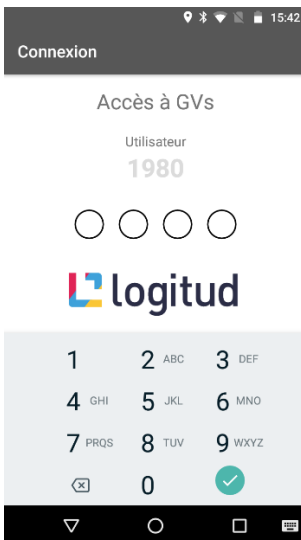 15:42
Connexion
Accès à GVs
Utilisateur
1980
logitud
1 2 ABC 3 DEF
4 GHI 5 JKL 6 MNO
7 PRQS 8 TUV 9 WXYZ
0